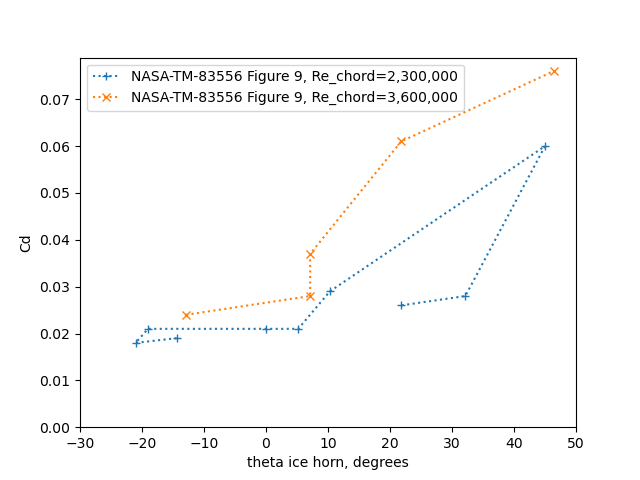 NASA-TM-83556 Figure 9, Re_chord=2,300,000
NASA-TM-83556 Figure 9, Re_chord=3,600,000
0.07
0.06
0.05
0.04
0.03
0.02
0.01
0.00
Cd
−30 −20 −10 0 10 20 30 40 50
theta ice horn, degrees